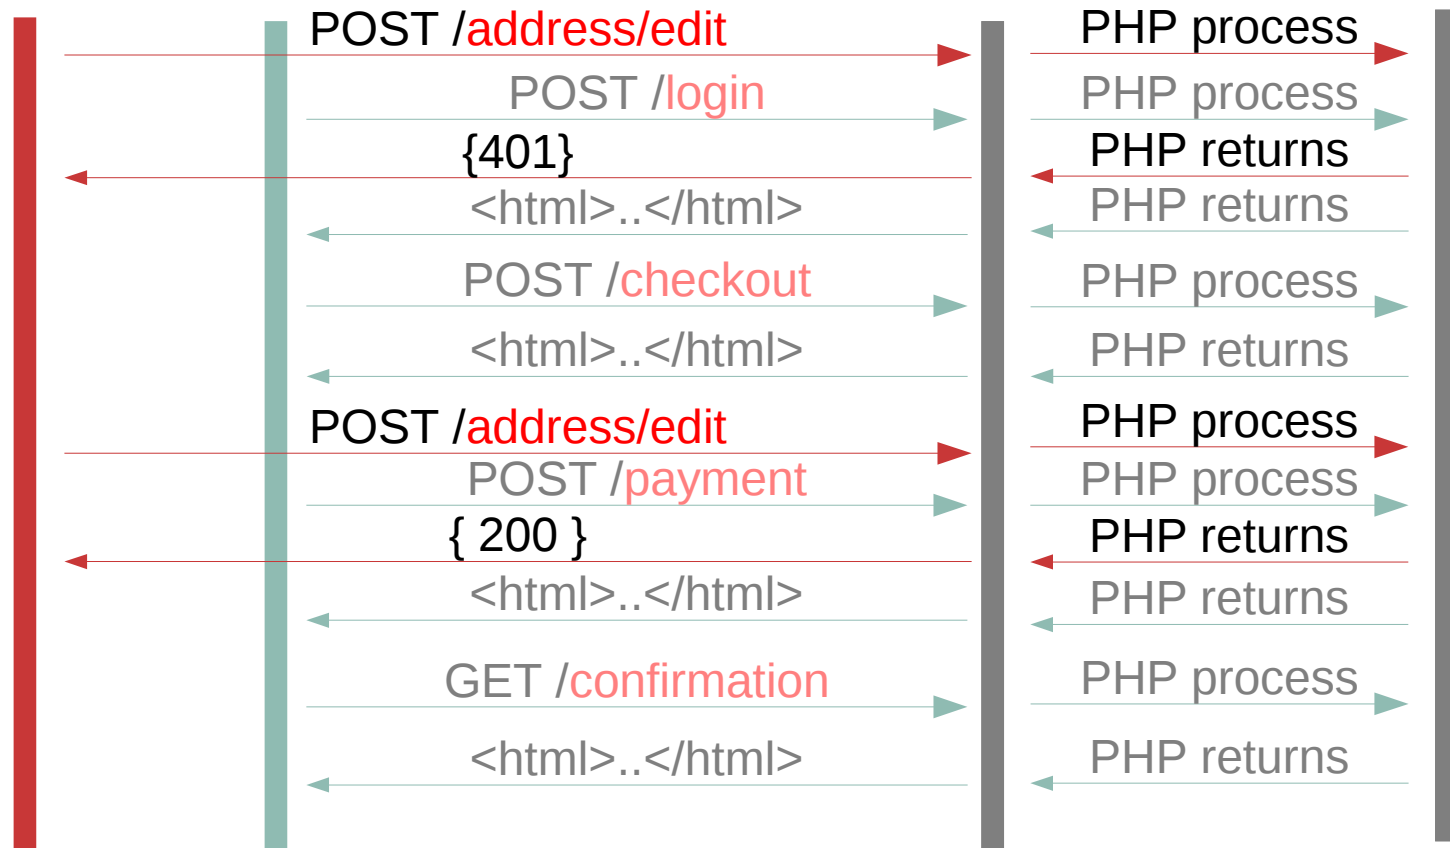 POST /address/edit
PHP process
POST /login
PHP process
{401}
PHP returns
<html>..</html>
PHP returns
POST /checkout
PHP process
<html>..</html>
PHP returns
POST /address/edit
PHP process
POST /payment
PHP process
{ 200 }
PHP returns
<html>..</html>
PHP returns
GET /confirmation
PHP process
<html>..</html>
PHP returns